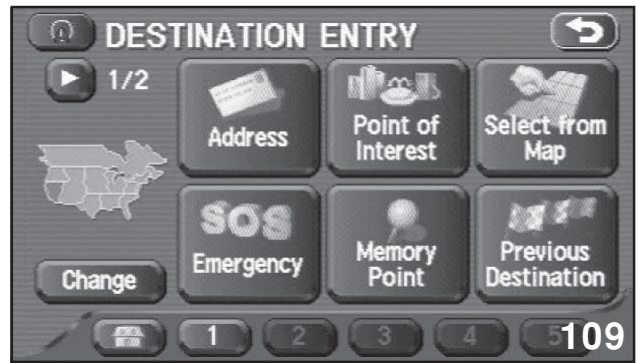 DESTINATION ENTRY
1/2
Address
Point of
Interest
Select from
Map
SOS
Emergency
Memory
Point
Previous
Destination
Change
1 2 3 4 5
109